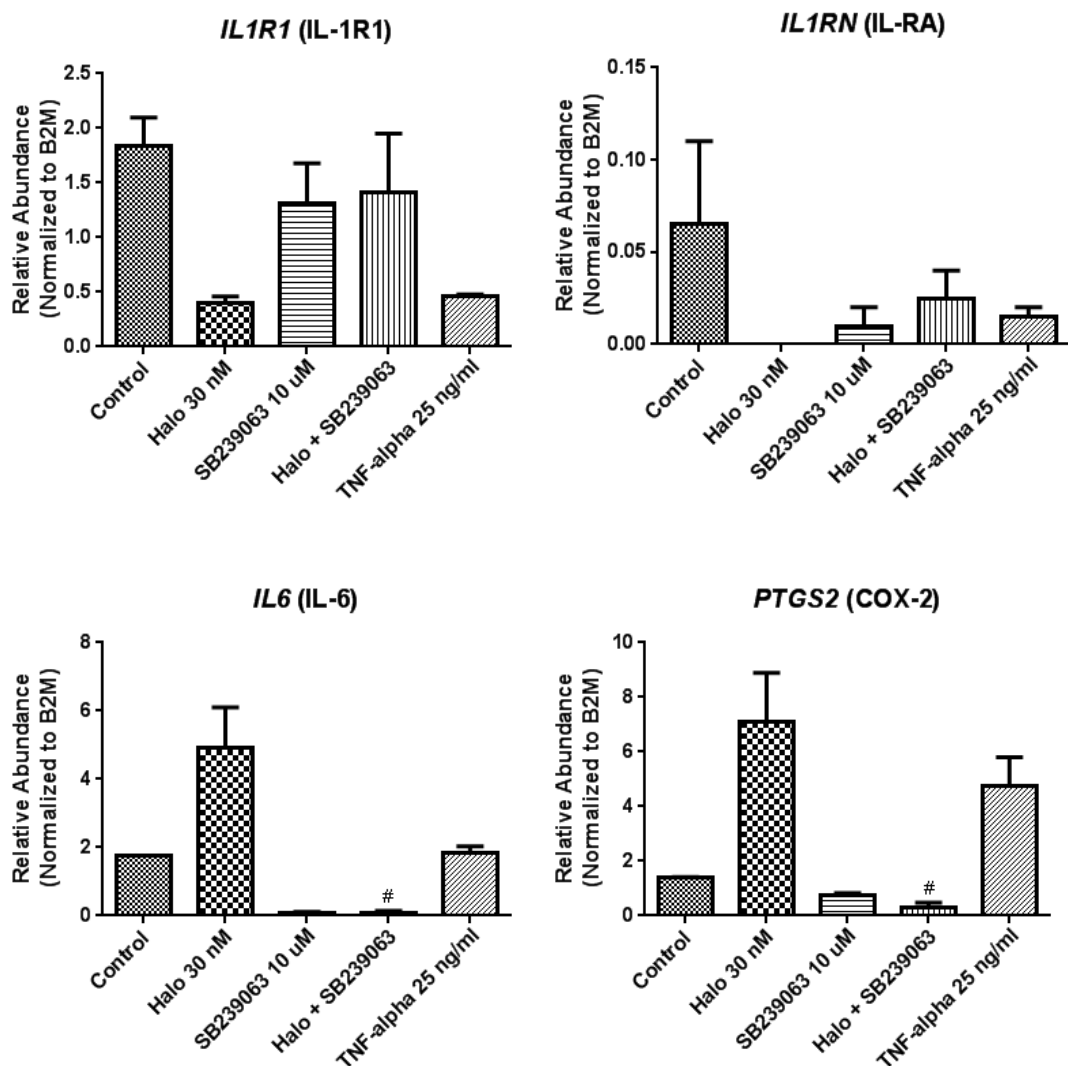 IL1R1 (IL-1R1)
Relative Abundance
(Normalized to B2M)
2.5
2.0
1.5
1.0
0.5
0.0
Control
Halo 30 nM
SB239063 10 uM
Halo + SB239063
TNF-alpha 25 ng/ml
IL1RN (IL-RA)
Relative Abundance
(Normalized to B2M)
0.15
0.10
0.05
0.00
Control
Halo 30 nM
SB239063 10 uM
Halo + SB239063
TNF-alpha 25 ng/ml
IL6 (IL-6)
Relative Abundance
(Normalized to B2M)
8
6
4
2
0
#
Control
Halo 30 nM
SB239063 10 uM
Halo + SB239063
TNF-alpha 25 ng/ml
PTGS2 (COX-2)
Relative Abundance
(Normalized to B2M)
10
8
6
4
2
0
#
Control
Halo 30 nM
SB239063 10 uM
Halo + SB239063
TNF-alpha 25 ng/ml